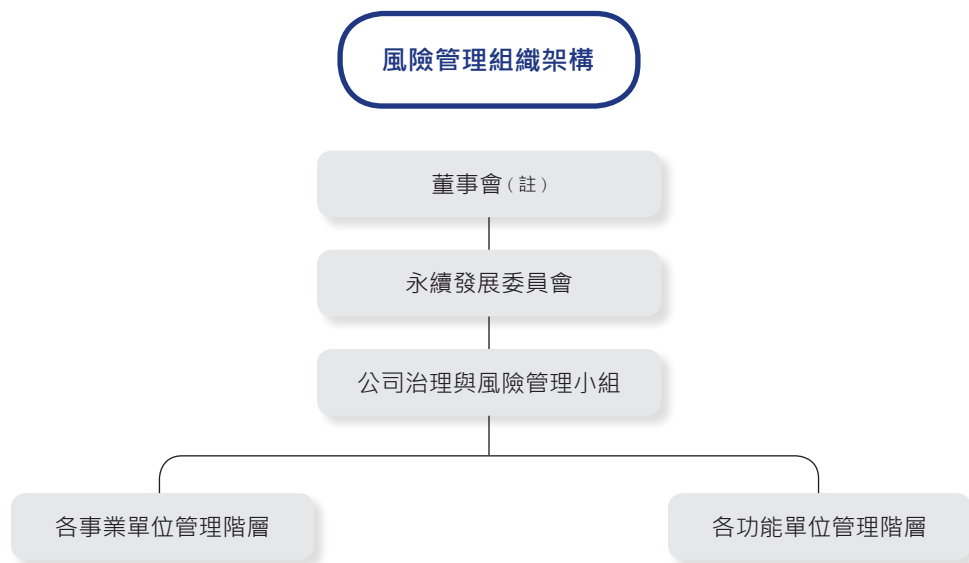 風險管理組織架構
董事會(註)
永續發展委員會
公司治理與風險管理小組
各事業單位管理階層
各功能單位管理階層